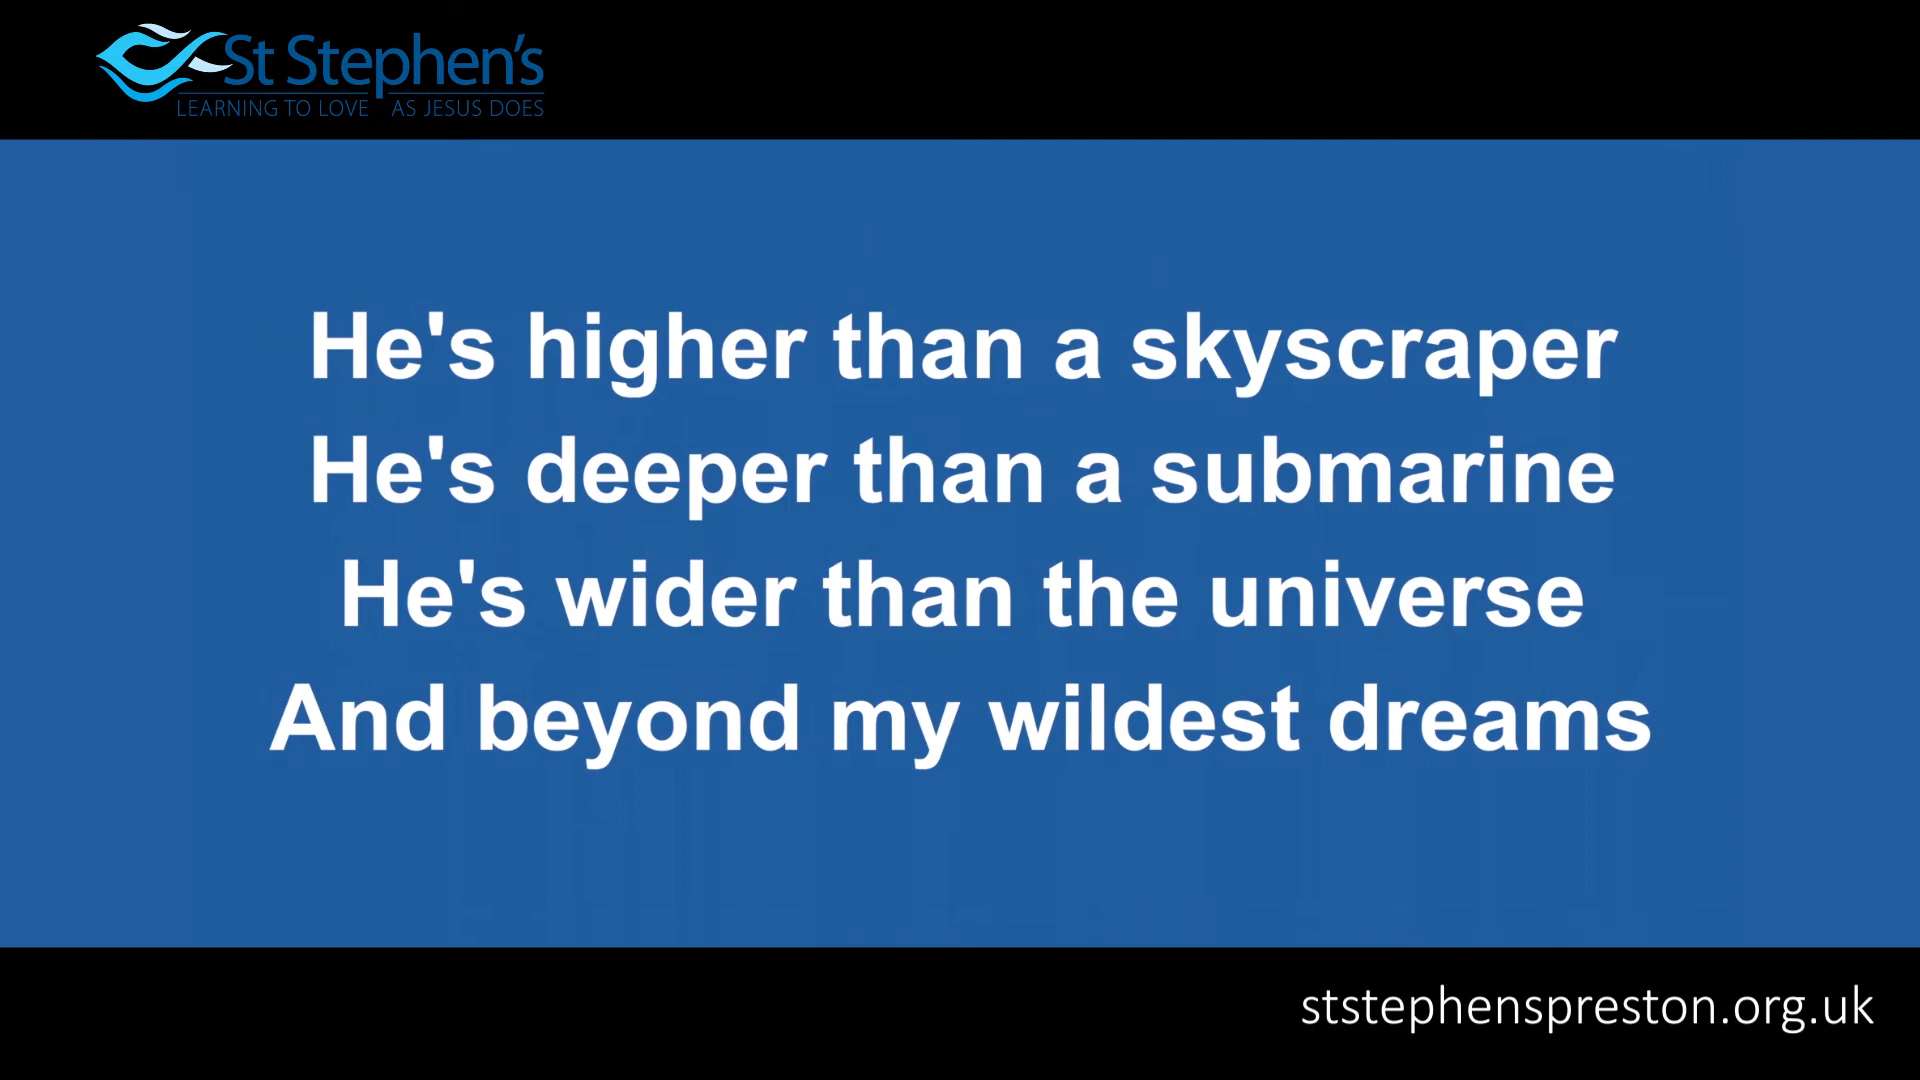 St Stephen's
LEARNING TO LOVE AS JESUS DOES
He's higher than a skyscraper
He's deeper than a submarine
He's wider than the universe
And beyond my wildest dreams
ststephenspreston.org.uk